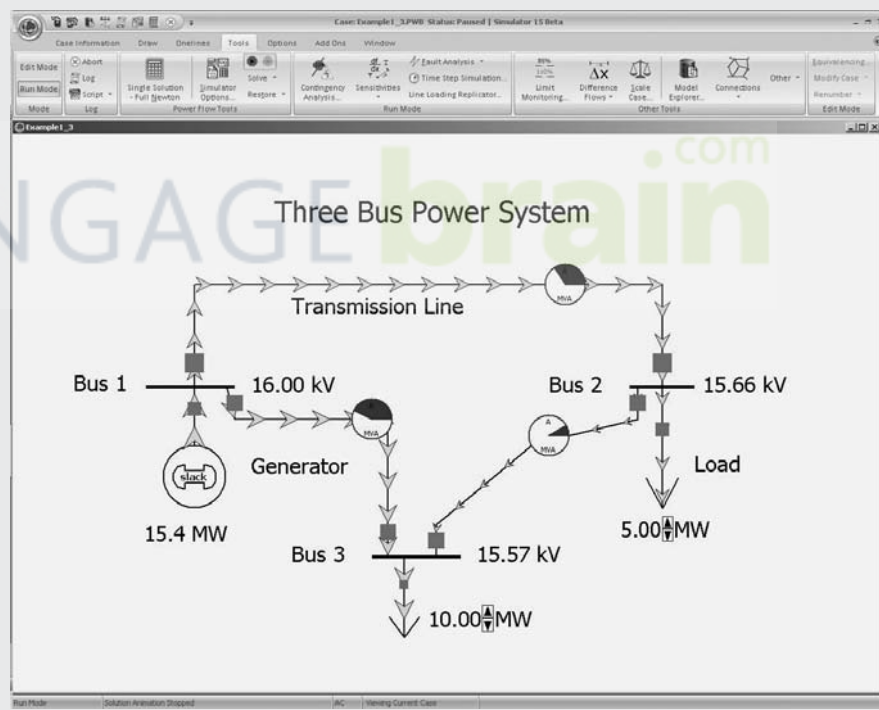 Case: Example1_3.PWB Status: Paused | Simulator 15 Beta
Case Information Draw Onelines Tools Options Add Ons Window
Edit Mode
Run Mode
Mode
Abort
Log
Script
Log
Single Solution - Full Newton
Simulator Options...
Solve
Restore
Power Flow Tools
Contingency Analysis...
Sensitivities
Fault Analysis
Time Step Simulation...
Line Loading Replicator...
Run Mode
Limit Monitoring...
Difference Flows
Scale Case...
Model Explorer...
Connections
Other
Other Tools
Equivalencing...
Modify Case
Renumber
Edit Mode
Example1_3
ENGAGE brain
com
Three Bus Power System
A
MVA
Transmission Line
Bus 1
16.00 kV
Bus 2
15.66 kV
MVA
A
MVA
slack
Generator
Load
15.4 MW
5.00 MW
Bus 3
15.57 kV
10.00 MW
Run Mode
Solution Animation Stopped
AC
Viewing Current Case